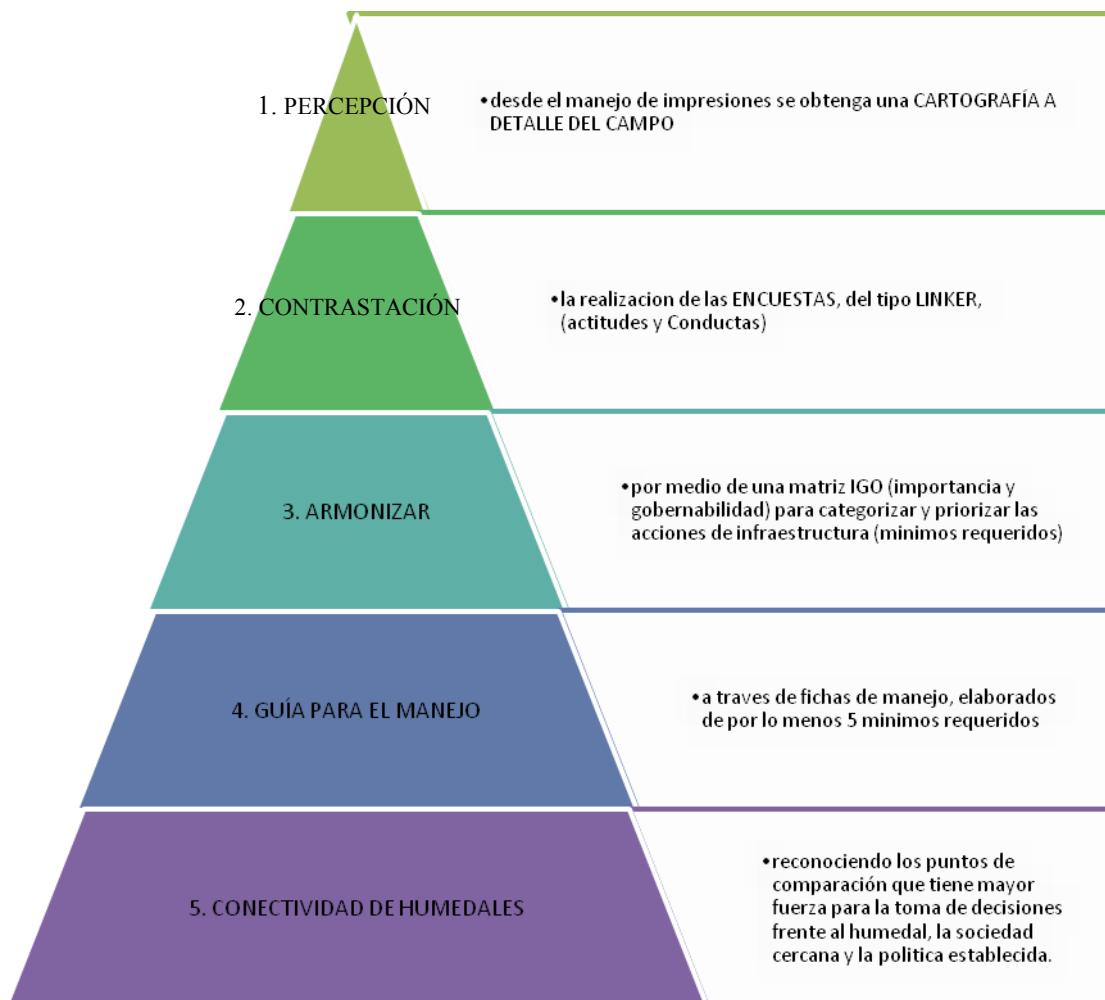 1. PERCEPCIÓN
•desde el manejo de impresiones se obtenga una CARTOGRAFÍA A
DETALLE DEL CAMPO
2. CONTRASTACIÓN
•la realizacion de las ENCUESTAS, del tipo LINKER,
(actitudes y Conductas)
3. ARMONIZAR
•por medio de una matriz IGO (importancia y
gobernabilidad) para categorizar y priorizar las
acciones de infraestructura (minimos requeridos)
4. GUÍA PARA EL MANEJO
•a traves de fichas de manejo, elaborados
de por lo menos 5 minimos requeridos
5. CONECTIVIDAD DE HUMEDALES
•reconociendo los puntos de
comparación que tiene mayor
fuerza para la toma de decisiones
frente al humedal, la sociedad
cercana y la politica establecida.